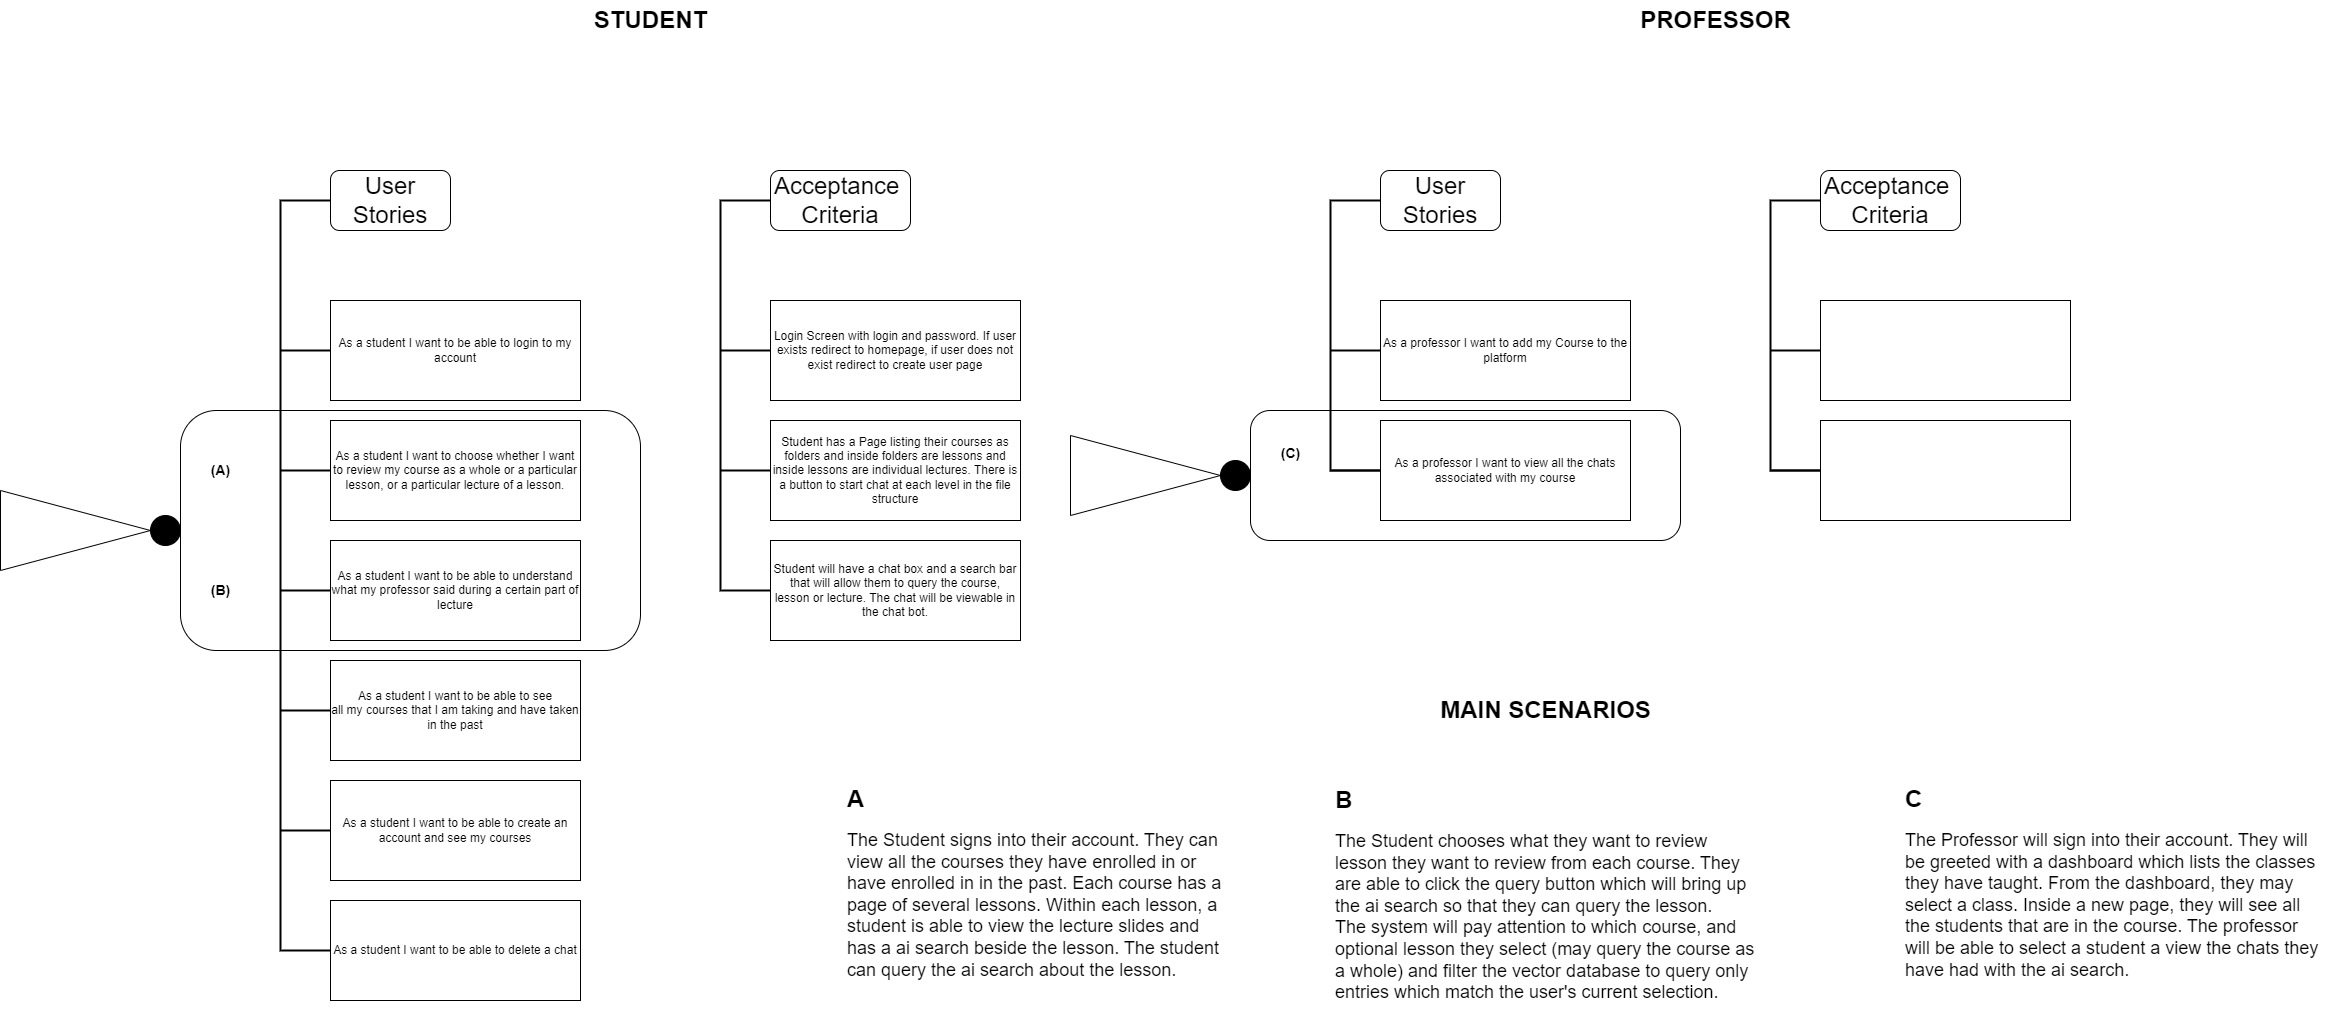 STUDENT
PROFESSOR
User
Stories
Acceptance
Criteria
User
Stories
Acceptance
Criteria
As a student I want to be able to login to my
account
Login Screen with login and password. If user
exists redirect to homepage, if user does not
exist redirect to create user page
As a professor I want to add my Course to the
platform
(A)
As a student I want to choose whether I want
to review my course as a whole or a particular
lesson, or a particular lecture of a lesson.
Student has a Page listing their courses as
folders and inside folders are lessons and
inside lessons are individual lectures. There is
a button to start chat at each level in the file
structure
(C)
As a professor I want to view all the chats
associated with my course
(B)
As a student I want to be able to understand
what my professor said during a certain part of
lecture
Student will have a chat box and a search bar
that will allow them to query the course,
lesson or lecture. The chat will be viewable in
the chat bot.
As a student I want to be able to see
all my courses that I am taking and have taken
in the past
As a student I want to be able to create an
account and see my courses
As a student I want to be able to delete a chat
MAIN SCENARIOS
A
The Student signs into their account. They can
view all the courses they have enrolled in or
have enrolled in in the past. Each course has a
page of several lessons. Within each lesson, a
student is able to view the lecture slides and
has a ai search beside the lesson. The student
can query the ai search about the lesson.
B
The Student chooses what they want to review
lesson they want to review from each course. They
are able to click the query button which will bring up
the ai search so that they can query the lesson.
The system will pay attention to which course, and
optional lesson they select (may query the course as
a whole) and filter the vector database to query only
entries which match the user's current selection.
C
The Professor will sign into their account. They will
be greeted with a dashboard which lists the classes
they have taught. From the dashboard, they may
select a class. Inside a new page, they will see all
the students that are in the course. The professor
will be able to select a student a view the chats they
have had with the ai search.